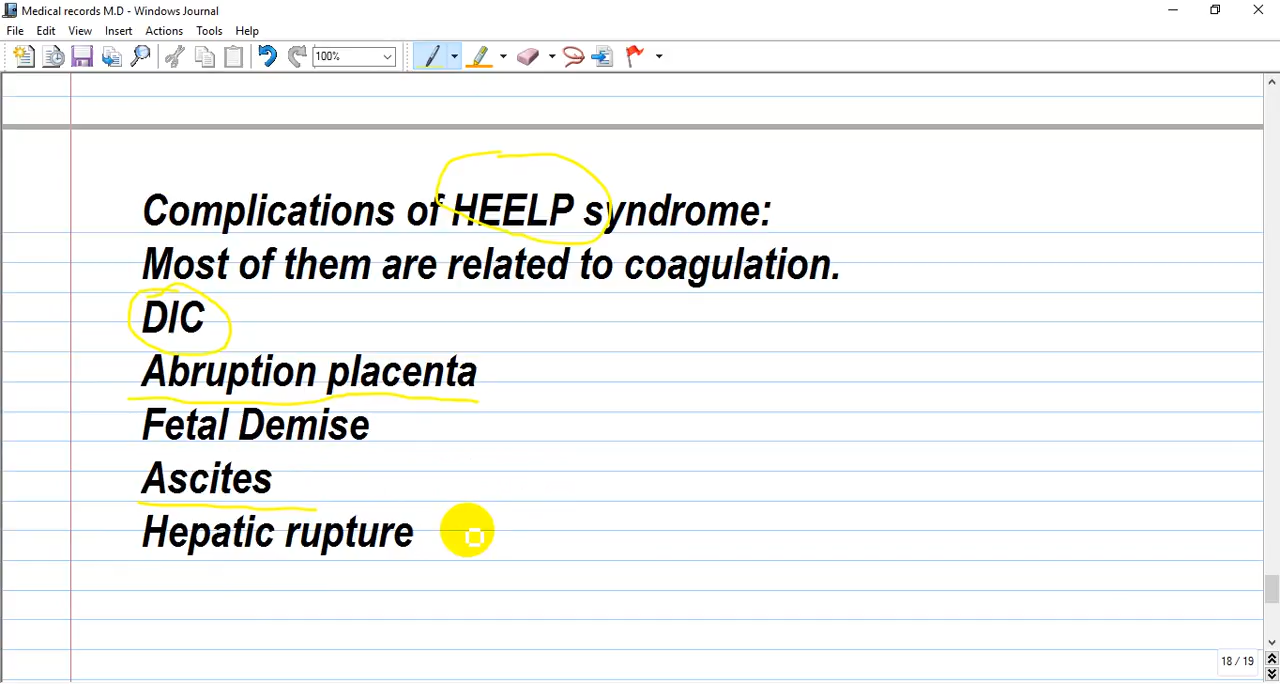 Medical records M.D - Windows Journal
File Edit View Insert Actions Tools Help
100%
Complications of HEELP syndrome:
Most of them are related to coagulation.
DIC
Abruption placenta
Fetal Demise
Ascites
Hepatic rupture
18 / 19